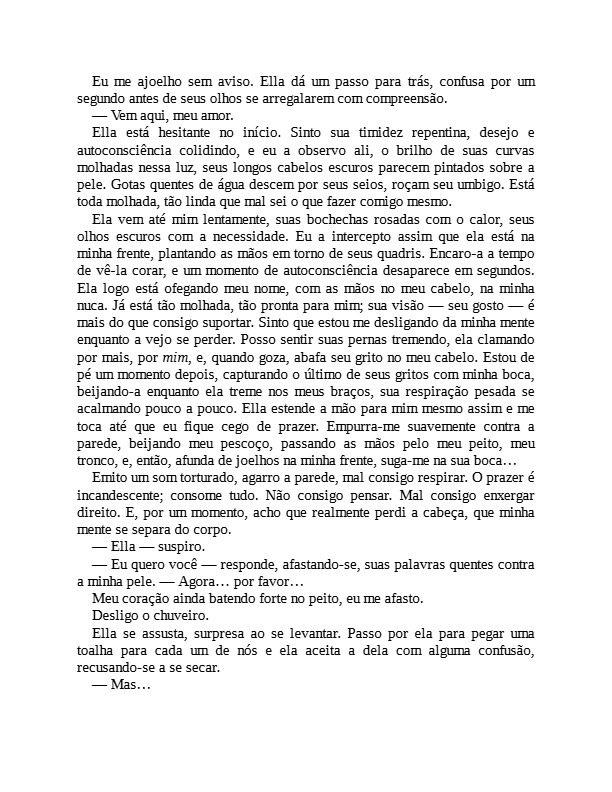 Eu me ajoelho sem aviso. Ella dá um passo para trás, confusa por um
segundo antes de seus olhos se arregalarem com compreensão.
— Vem aqui, meu amor.
Ella está hesitante no início. Sinto sua timidez repentina, desejo e
autoconsciência colidindo, e eu a observo ali, o brilho de suas curvas
molhadas nessa luz, seus longos cabelos escuros parecem pintados sobre a
pele. Gotas quentes de água descem por seus seios, roçam seu umbigo. Está
toda molhada, tão linda que mal sei o que fazer comigo mesmo.
Ela vem até mim lentamente, suas bochechas rosadas com o calor, seus
olhos escuros com a necessidade. Eu a intercepto assim que ela está na
minha frente, plantando as mãos em torno de seus quadris. Encaro-a a tempo
de vê-la corar, e um momento de autoconsciência desaparece em segundos.
Ela logo está ofegando meu nome, com as mãos no meu cabelo, na minha
nuca. Já está tão molhada, tão pronta para mim; sua visão — seu gosto — é
mais do que consigo suportar. Sinto que estou me desligando da minha mente
enquanto a vejo se perder. Posso sentir suas pernas tremendo, ela clamando
por mais, por mim, e, quando goza, abafa seu grito no meu cabelo. Estou de
pé um momento depois, capturando o último de seus gritos com minha boca,
beijando-a enquanto ela treme nos meus braços, sua respiração pesada se
acalmando pouco a pouco. Ella estende a mão para mim mesmo assim e me
toca até que eu fique cego de prazer. Empurra-me suavemente contra a
parede, beijando meu pescoço, passando as mãos pelo meu peito, meu
tronco, e, então, afunda de joelhos na minha frente, suga-me na sua boca…
Emito um som torturado, agarro a parede, mal consigo respirar. O prazer é
incandescente; consome tudo. Não consigo pensar. Mal consigo enxergar
direito. E, por um momento, acho que realmente perdi a cabeça, que minha
mente se separa do corpo.
— Ella — suspiro.
— Eu quero você — responde, afastando-se, suas palavras quentes contra
a minha pele. — Agora… por favor…
Meu coração ainda batendo forte no peito, eu me afasto.
Desligo o chuveiro.
Ella se assusta, surpresa ao se levantar. Passo por ela para pegar uma
toalha para cada um de nós e ela aceita a dela com alguma confusão,
recusando-se a se secar.
— Mas…